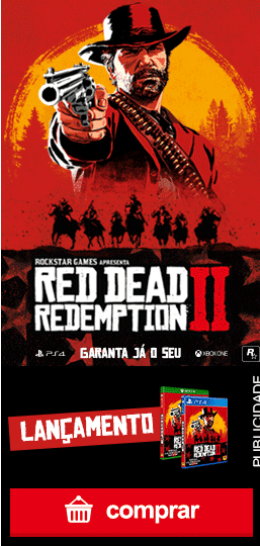 ROCKSTAR GAMES APRESENTA
RED DEAD
REDEMPTION II
PS4 GARANTA JÁ O SEU XBOX ONE R
PUBLICIDADE
LANÇAMENTO
comprar